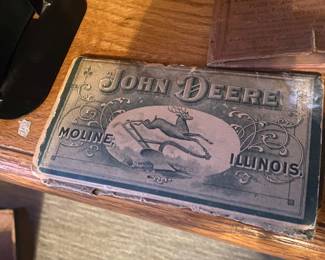 JOHN DEERE
MOLINE,
ILLINOIS.